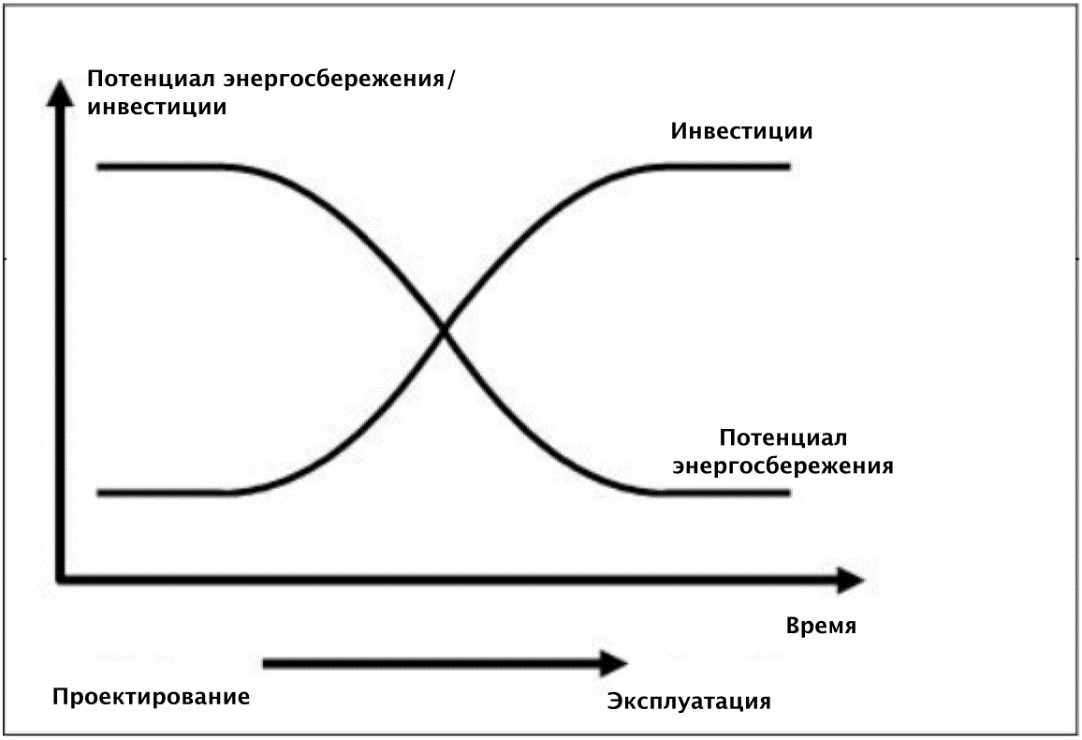 Потенциал энергосбережения/
инвестиции
Инвестиции
Потенциал
энергосбережения
Время
Проектирование
Эксплуатация